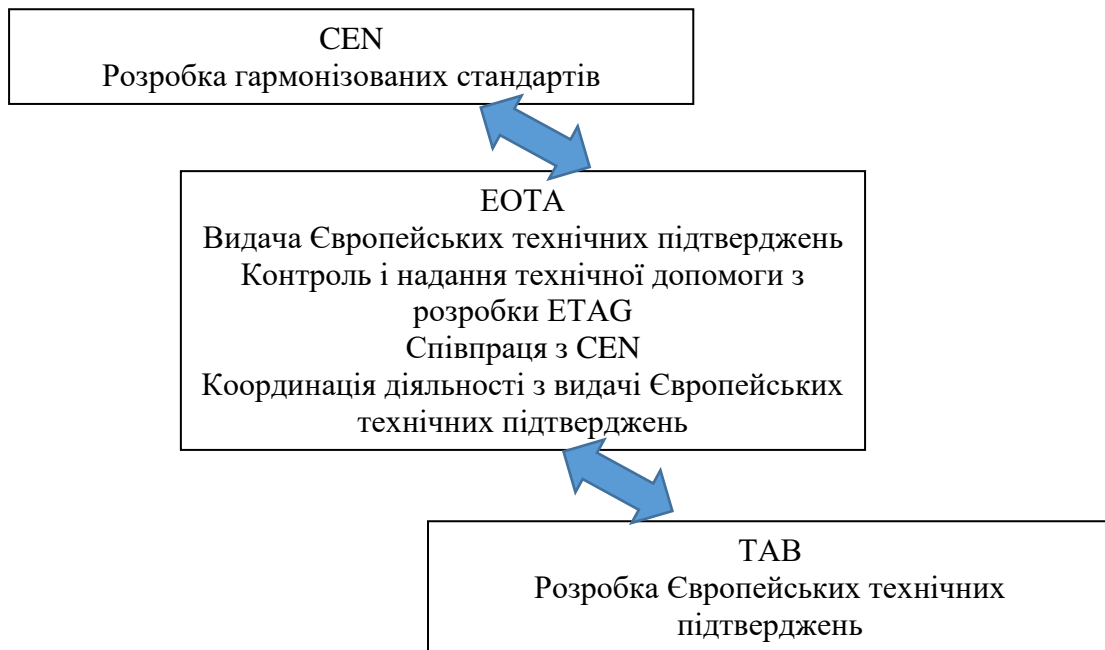 CEN
Розробка гармонізованих стандартів
EOTA
Видача Європейських технічних підтверджень
Контроль і надання технічної допомоги з
розробки ETAG
Співпраця з CEN
Координація діяльності з видачі Європейських
технічних підтверджень
TAB
Розробка Європейських технічних
підтверджень